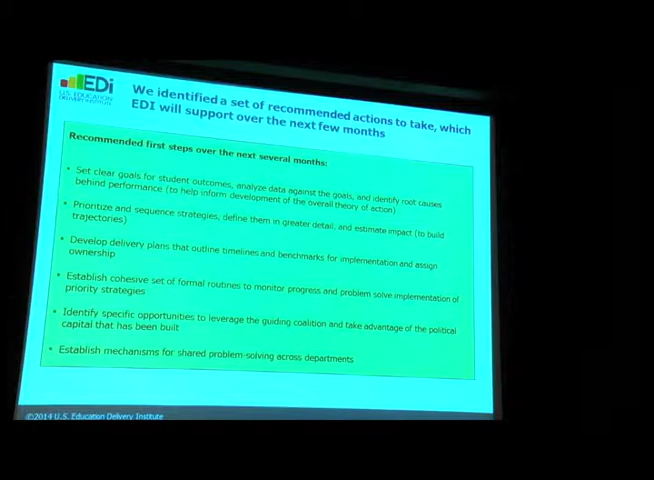 EDi
U.S. EDUCATION
DELIVERY INSTITUTE
We identified a set of recommended actions to take, which
EDI will support over the next few months
Recommended first steps over the next several months:
• Set clear goals for student outcomes, analyze data against the goals, and identify root causes
behind performance (to help inform development of the overall theory of action)
• Prioritize and sequence strategies, define them in greater detail, and estimate impact (to build
trajectories)
• Develop delivery plans that outline timelines and benchmarks for implementation and assign
ownership
• Establish cohesive set of formal routines to monitor progress and problem solve implementation of
priority strategies
• Identify specific opportunities to leverage the guiding coalition and take advantage of the political
capital that has been built
• Establish mechanisms for shared problem-solving across departments
©2014 U.S. Education Delivery Institute